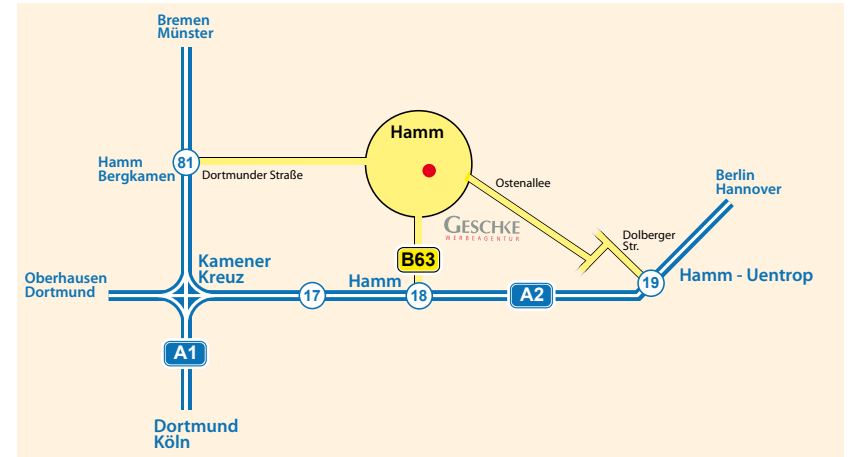 Bremen
Münster
Hamm
Hamm
Bergkamen
81
Dortmunder Straße
Ostenallee
Berlin
Hannover
GESCHKE
WERBEAGENTUR
Dolberger
Str.
Kamener
Kreuz
B63
Oberhausen
Dortmund
Hamm
Hamm - Uentrop
17
18
A2
19
A1
Dortmund
Köln